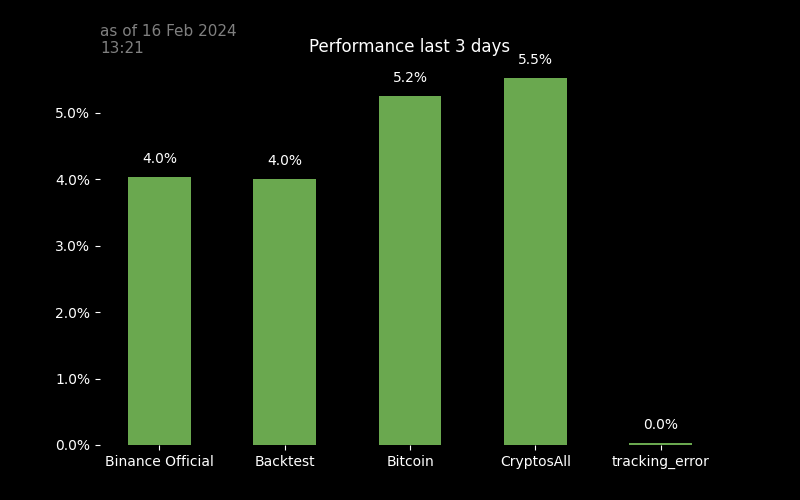 as of 16 Feb 2024
13:21
Performance last 3 days
5.5%
5.2%
5.0%
4.0%
4.0%
4.0%
3.0%
2.0%
1.0%
0.0%
0.0%
Binance Official
Backtest
Bitcoin
CryptosAll
tracking_error